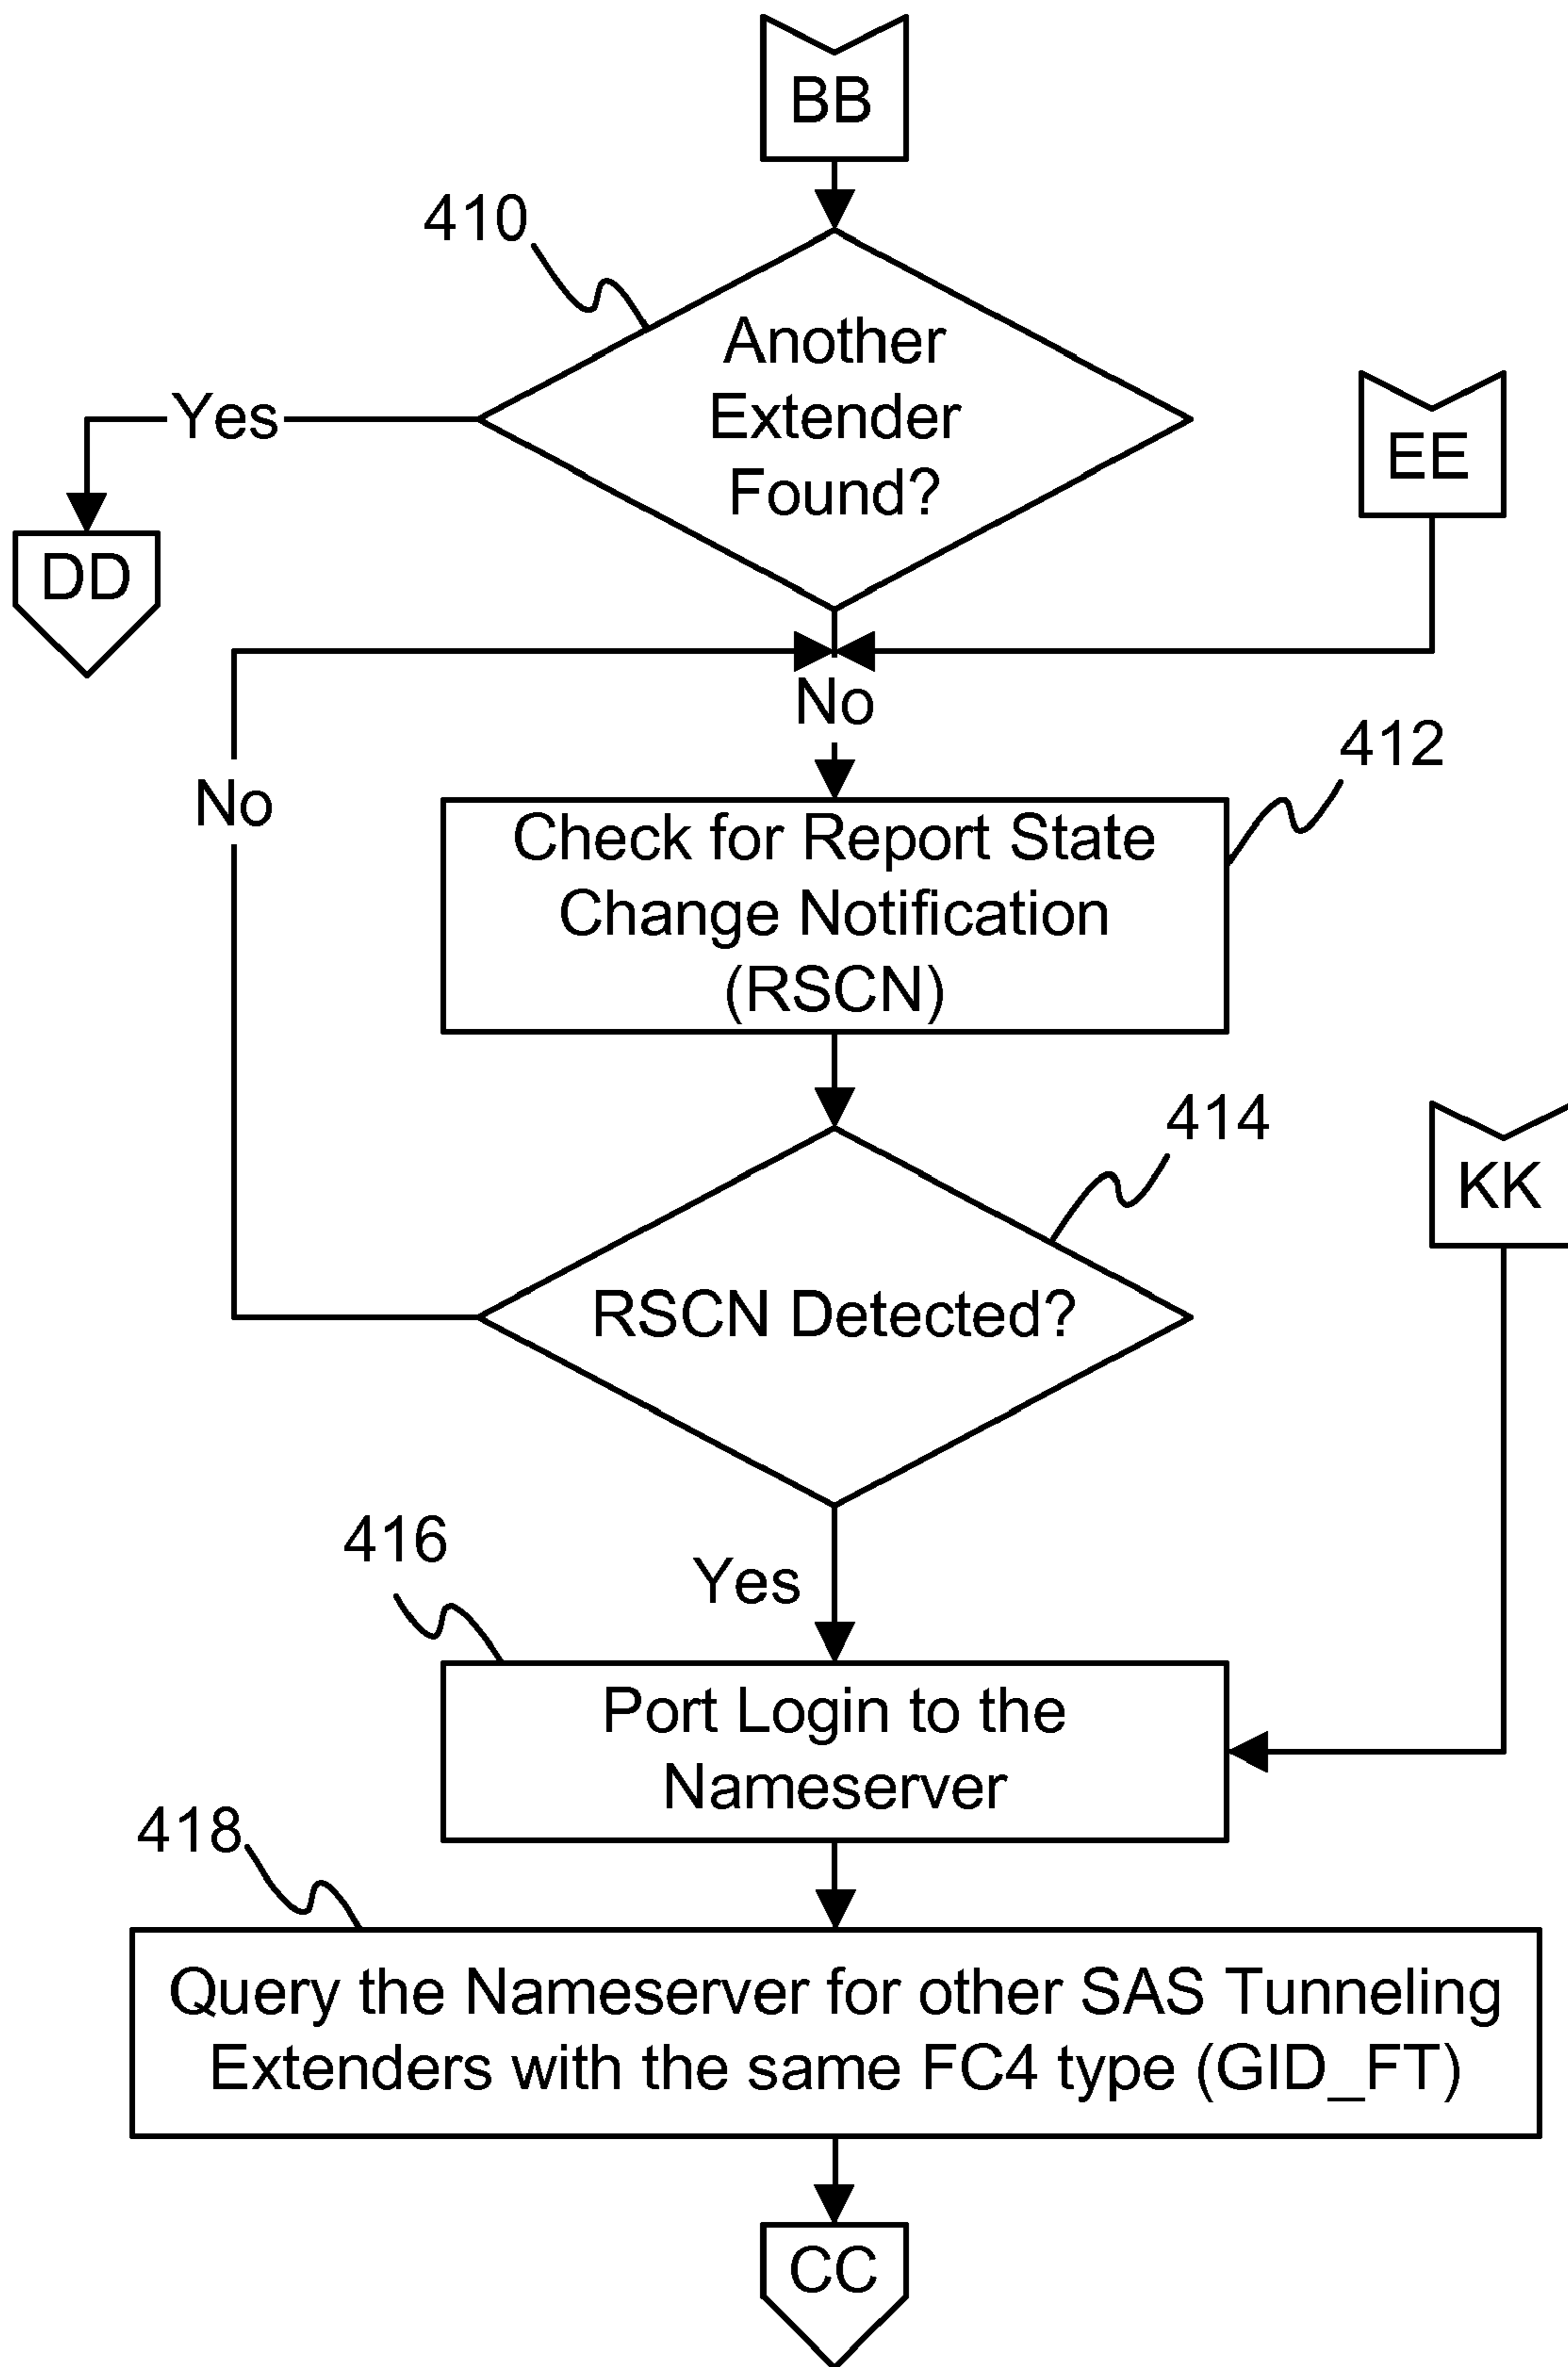 BB
410
Another
Extender
Found?
Yes
EE
DD
No
412
No
Check for Report State
Change Notification
(RSCN)
414
KK
RSCN Detected?
416
Yes
Port Login to the
Nameserver
418
Query the Nameserver for other SAS Tunneling
Extenders with the same FC4 type (GID_FT)
CC